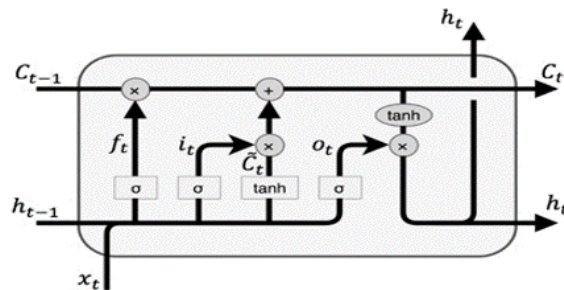 h_t
C_{t-1} × + C_t
tanh
f_t i_t × o_t ×
C̃_t
σ σ tanh σ
h_{t-1} h_t
x_t